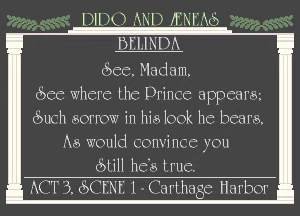 DIDO AND ÆNEAS
BELINDA
See, Madam,
See where the Prince appears;
Such sorrow in his look he bears,
As would convince you
Still he's true.
ACT 3, SCENE 1 - Carthage Harbor